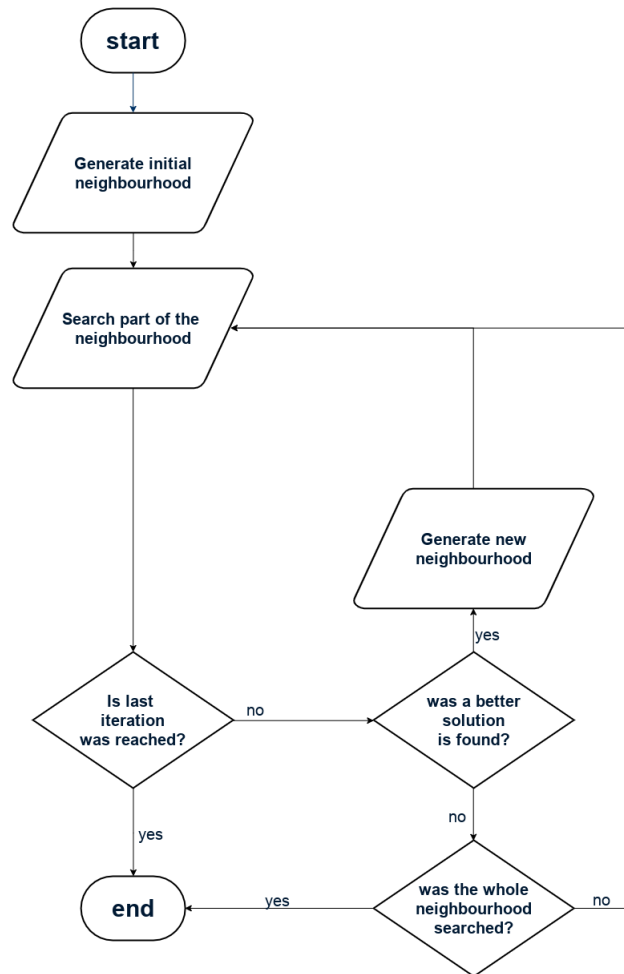 start
Generate initial
neighbourhood
Search part of the
neighbourhood
Generate new
neighbourhood
yes
Is last
iteration
was reached?
no
was a better
solution
is found?
yes
no
end
yes
was the whole
neighbourhood
searched?
no